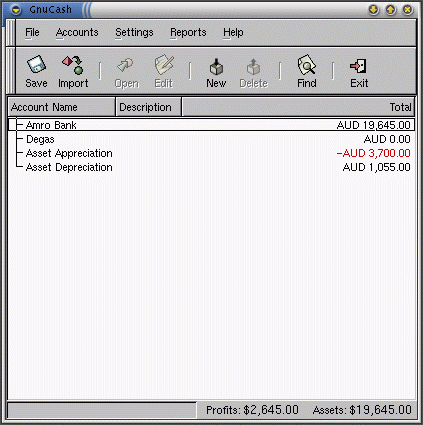 GnuCash
File Accounts Settings Reports Help
Save Import Open Edit New Delete Find Exit
Account Name Description Total
Amro Bank AUD 19,645.00
Degas AUD 0.00
Asset Appreciation -AUD 3,700.00
Asset Depreciation AUD 1,055.00
Profits: $2,645.00 Assets: $19,645.00